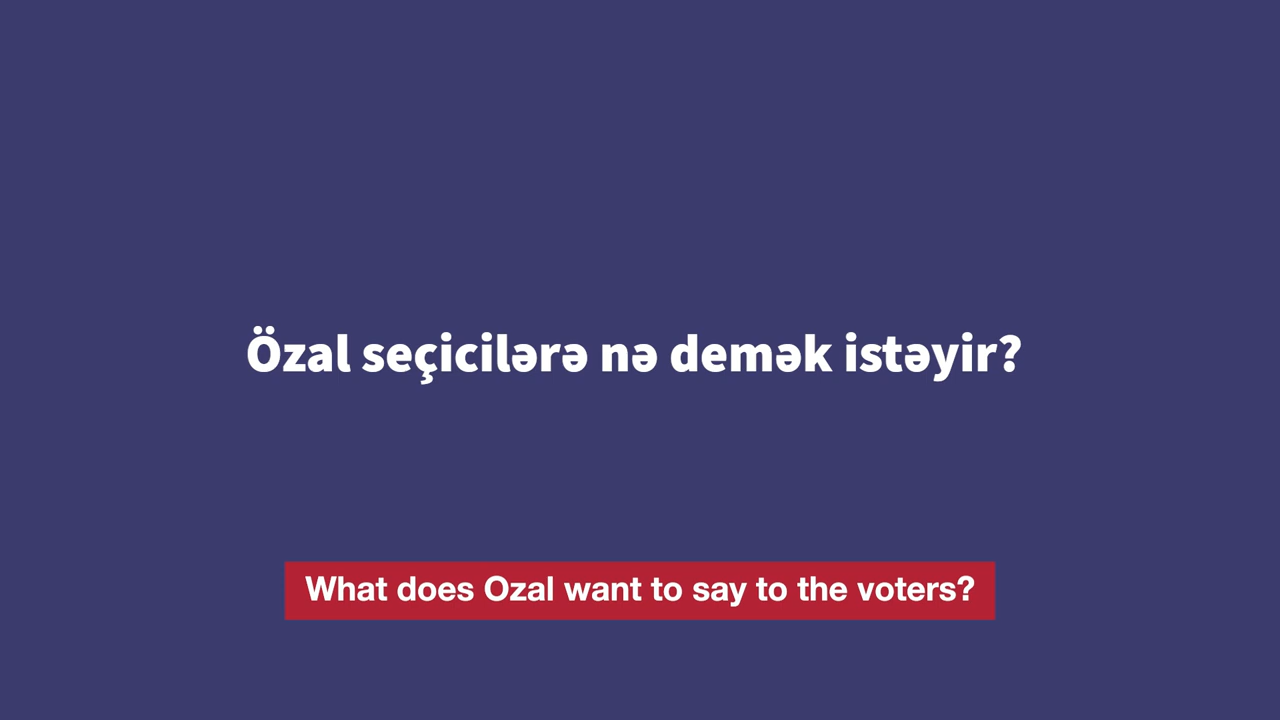 Özal seçicilərə nə demək istəyir?
What does Ozal want to say to the voters?